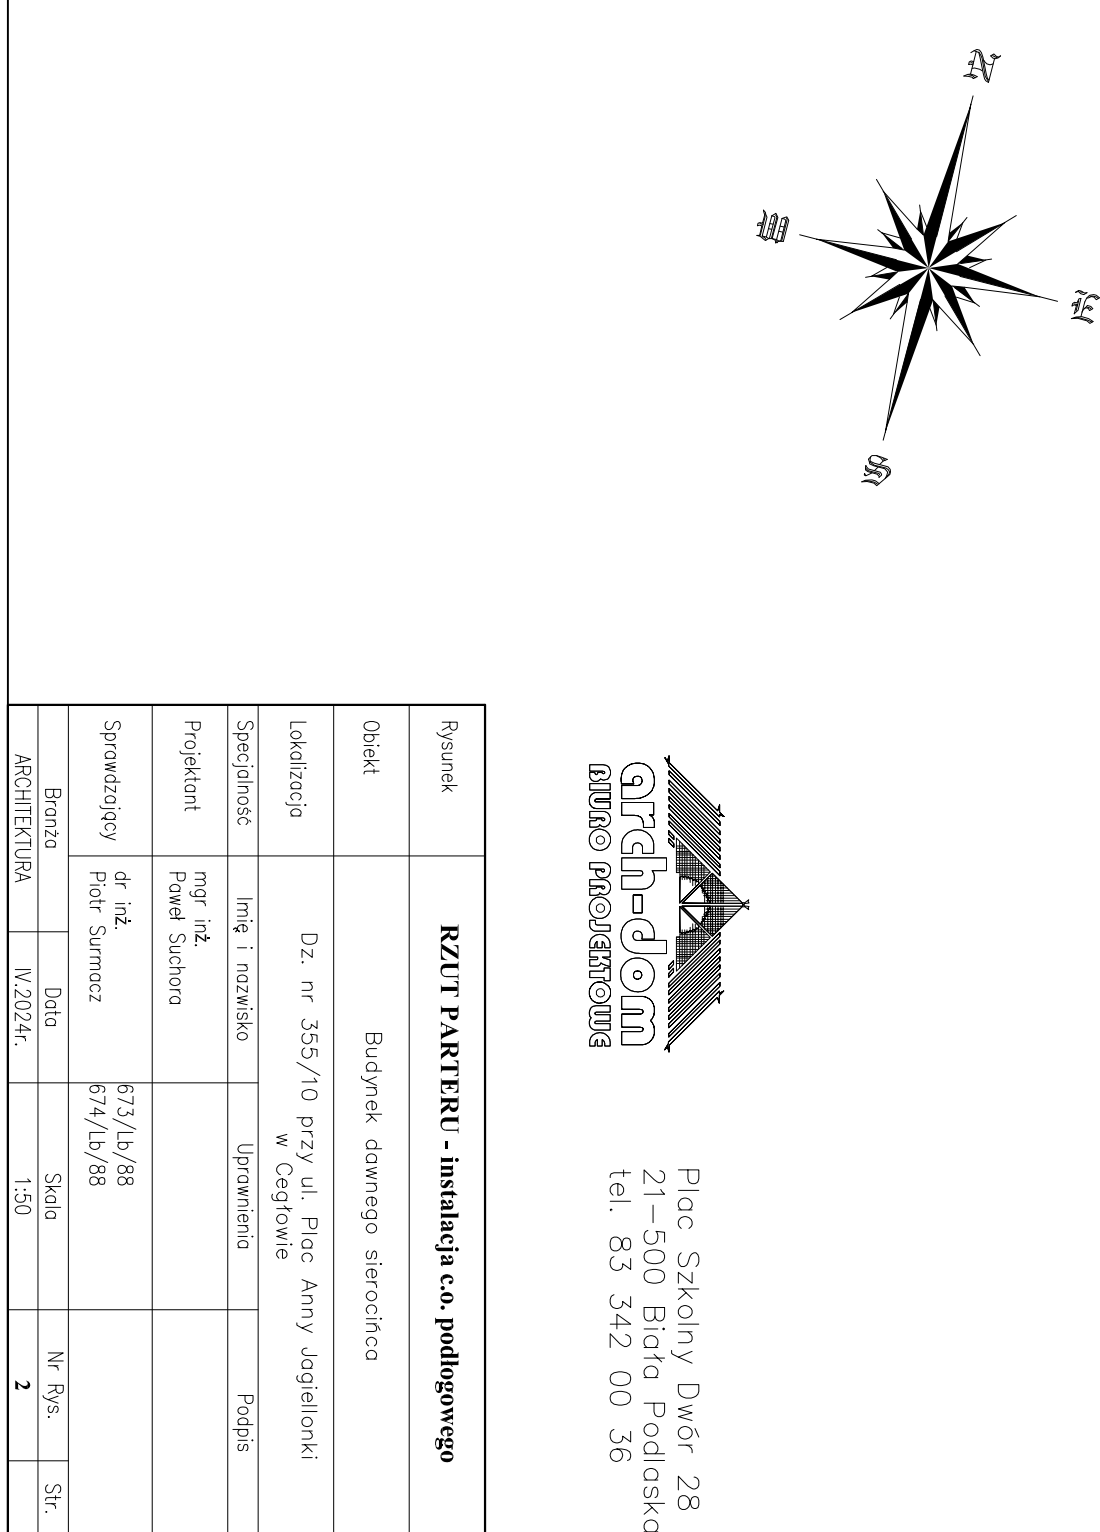 N
E
S
W
arch-dom
BIURO PROJEKTOWE
Plac Szkolny Dwór 28
21-500 Biała Podlaska
tel. 83 342 00 36
Rysunek
RZUT PARTERU - instalacja c.o. podłogowego
Obiekt
Budynek dawnego sierocińca
Lokalizacja
Dz. nr 355/10 przy ul. Plac Anny Jagiellonki
w Cegłowie
Specjalność Imię i nazwisko Uprawnienia Podpis
Projektant
mgr inż.
Paweł Suchora
Sprawdzający
dr inż. 673/Lb/88
Piotr Surmacz 674/Lb/88
Branża Data Skala Nr Rys. Str.
ARCHITEKTURA IV.2024r. 1:50 2